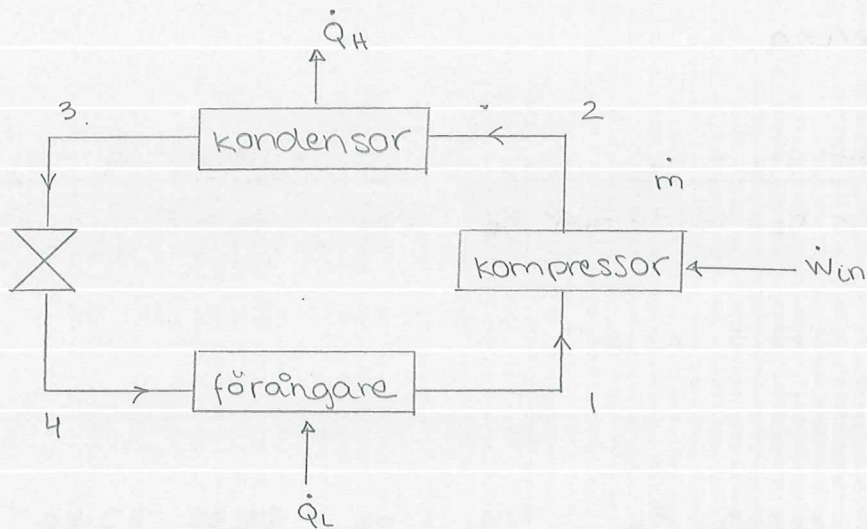 Q̇H
3.
2
kondensor
ṁ
kompressor
Ẇin
förångare
4
1
Q̇L